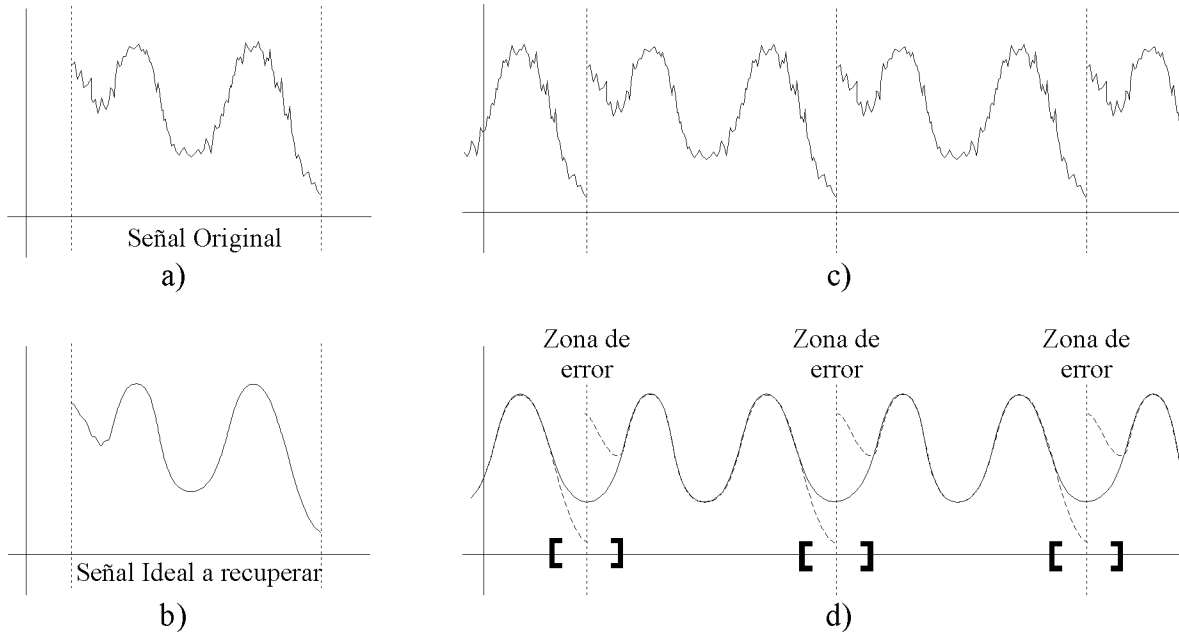 Señal Original
a)
c)
Zona de
error
Zona de
error
Zona de
error
Señal Ideal a recuperar
b)
d)